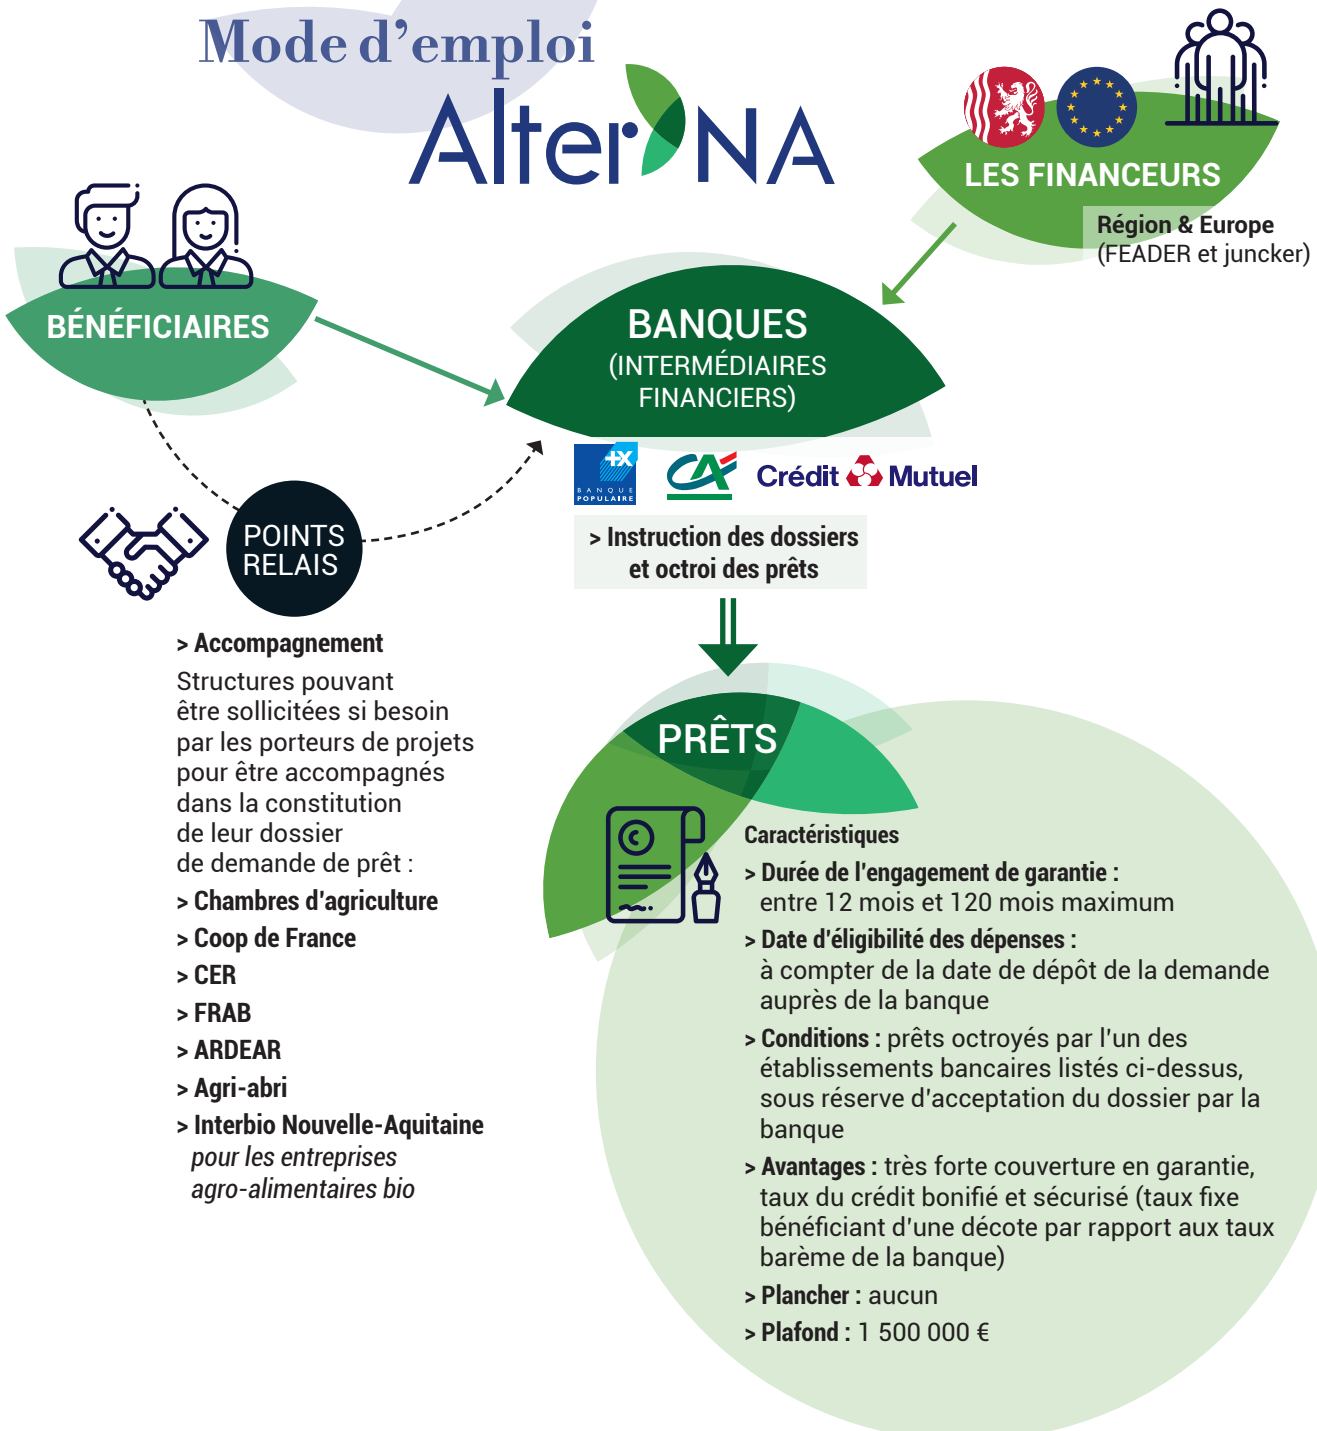 Mode d'emploi
Alter'NA
LES FINANCEURS
Région & Europe
(FEADER et juncker)
BÉNÉFICIAIRES
BANQUES
(INTERMÉDIAIRES
FINANCIERS)
BANQUE
POPULAIRE
CA
Crédit Mutuel
> Instruction des dossiers
et octroi des prêts
POINTS
RELAIS
> Accompagnement
Structures pouvant
être sollicitées si besoin
par les porteurs de projets
pour être accompagnés
dans la constitution
de leur dossier
de demande de prêt :
> Chambres d'agriculture
> Coop de France
> CER
> FRAB
> ARDEAR
> Agri-abri
> Interbio Nouvelle-Aquitaine
pour les entreprises
agro-alimentaires bio
PRÊTS
Caractéristiques
> Durée de l'engagement de garantie :
entre 12 mois et 120 mois maximum
> Date d'éligibilité des dépenses :
à compter de la date de dépôt de la demande
auprès de la banque
> Conditions : prêts octroyés par l'un des
établissements bancaires listés ci-dessus,
sous réserve d'acceptation du dossier par la
banque
> Avantages : très forte couverture en garantie,
taux du crédit bonifié et sécurisé (taux fixe
bénéficiant d'une décote par rapport aux taux
barème de la banque)
> Plancher : aucun
> Plafond : 1 500 000 €